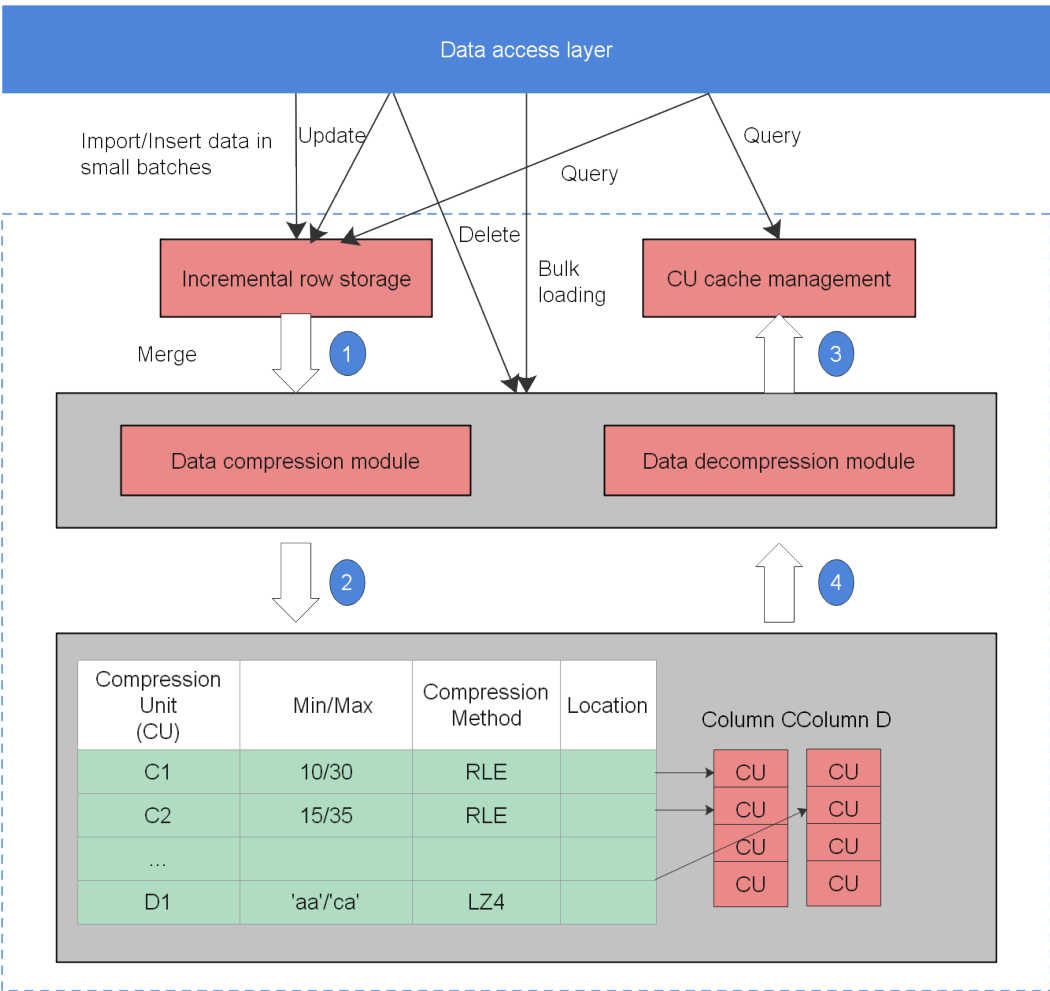 Data access layer
Import/Insert data in
small batches
Update
Query
Query
Delete
Bulk
loading
Incremental row storage
CU cache management
Merge
1
3
Data compression module
Data decompression module
2
4
Compression
Unit
(CU)
Min/Max
Compression
Method
Location
Column C
Column D
C1
10/30
RLE
CU
CU
C2
15/35
RLE
CU
CU
...
CU
CU
D1
'aa'/'ca'
LZ4
CU
CU